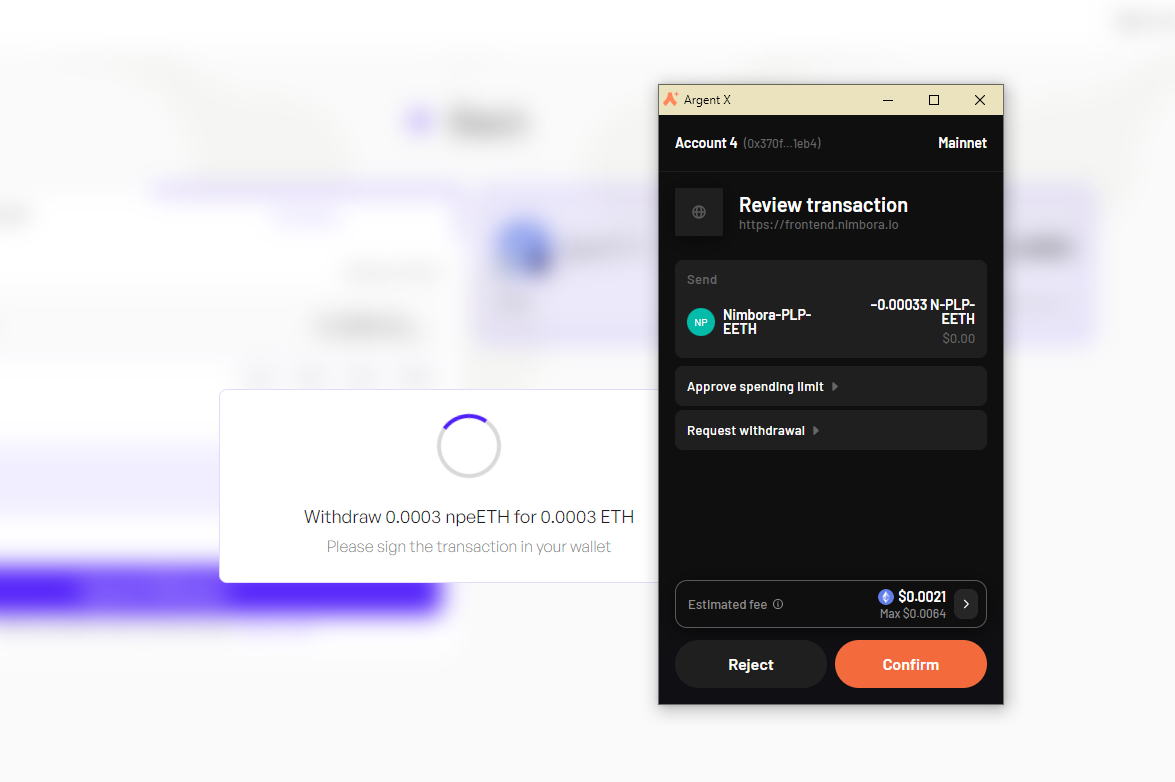 Argent X
Account 4 (0x370f...1eb4) Mainnet
Review transaction
https://frontend.nimbora.io
Send
NP
Nimbora-PLP-
EETH
-0.00033 N-PLP-
EETH
$0.00
Approve spending limit
Request withdrawal
Withdraw 0.0003 npeETH for 0.0003 ETH
Please sign the transaction in your wallet
Estimated fee $0.0021
Max $0.0064
Reject Confirm